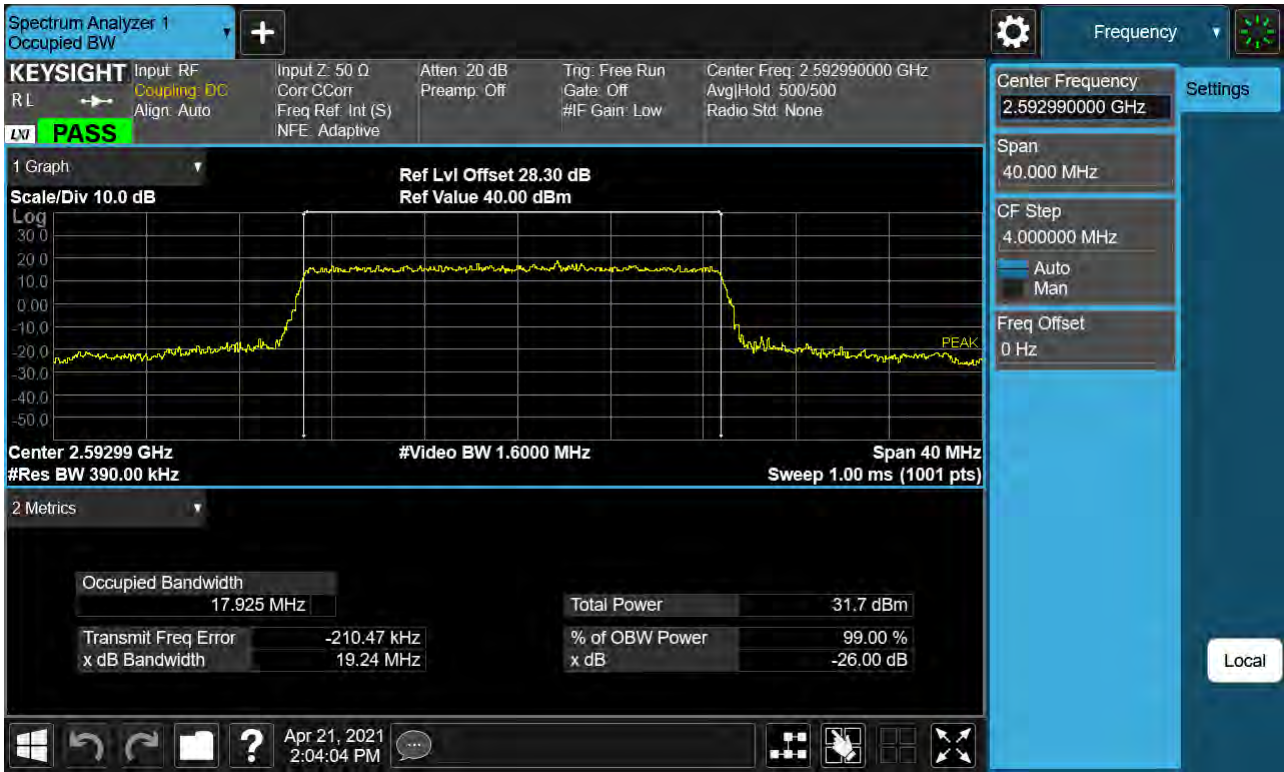 Spectrum Analyzer 1
Occupied BW
+
Frequency
KEYSIGHT
RL
LXI
PASS
Input: RF
Coupling: DC
Align: Auto
Input Z: 50 Ω
Corr CCorr
Freq Ref: Int (S)
NFE: Adaptive
Atten: 20 dB
Preamp: Off
Trig: Free Run
Gate: Off
#IF Gain: Low
Center Freq: 2.592990000 GHz
Avg|Hold: 500/500
Radio Std: None
Center Frequency
2.592990000 GHz
Settings
Span
40.000 MHz
CF Step
4.000000 MHz
Auto
Man
Freq Offset
0 Hz
Local
1 Graph
Scale/Div 10.0 dB
Ref Lvl Offset 28.30 dB
Ref Value 40.00 dBm
Log
30.0
20.0
10.0
0.00
-10.0
-20.0
-30.0
-40.0
-50.0
PEAK
Center 2.59299 GHz
#Video BW 1.6000 MHz
Span 40 MHz
#Res BW 390.00 kHz
Sweep 1.00 ms (1001 pts)
2 Metrics
Occupied Bandwidth
17.925 MHz
Total Power 31.7 dBm
Transmit Freq Error -210.47 kHz
% of OBW Power 99.00 %
x dB Bandwidth 19.24 MHz
x dB -26.00 dB
?
Apr 21, 2021
2:04:04 PM